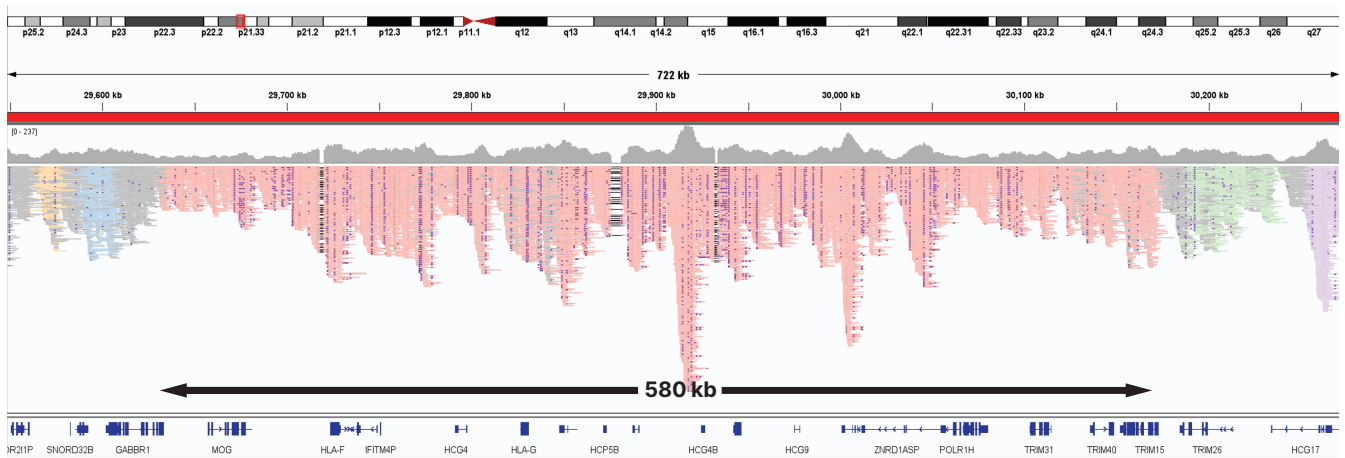 p25.2 p24.3 p23 p22.3 p22.2 p21.33 p21.2 p21.1 p12.3 p12.1 p11.1 q12 q13 q14.1 q14.2 q15 q16.1 q16.3 q21 q22.1 q22.31 q22.33 q23.2 q24.1 q24.3 q25.2 q25.3 q26 q27
722 kb
29,600 kb 29,700 kb 29,800 kb 29,900 kb 30,000 kb 30,100 kb 30,200 kb
[0 - 237]
580 kb
OR2I1P SNORD32B GABBR1 MOG HLA-F IFITM4P HCG4 HLA-G HCP5B HCG4B HCG9 ZNRD1ASP POLR1H TRIM31 TRIM40 TRIM15 TRIM26 HCG17